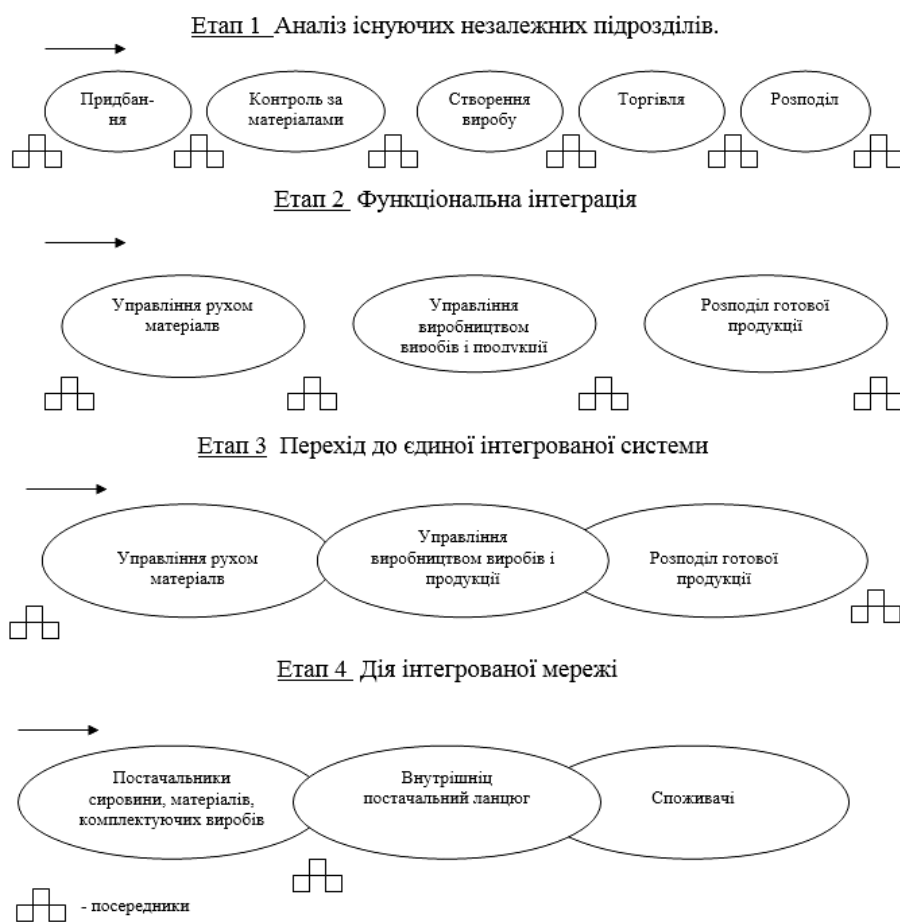 Етап 1 Аналіз існуючих незалежних підрозділів.
Придбан-
ня
Контроль за
матеріалами
Створення
виробу
Торгівля
Розподіл
Етап 2 Функціональна інтеграція
Управління рухом
матеріалв
Управління
виробництвом
виробів і продукції
Розподіл готової
продукції
Етап 3 Перехід до єдиної інтегрованої системи
Управління рухом
матеріалв
Управління
виробництвом виробів і
продукції
Розподіл готової
продукції
Етап 4 Дія інтегрованої мережі
Постачальники
сировини, матеріалів,
комплектуючих виробів
Внутрішніц
постачальний ланцюг
Споживачі
- посередники